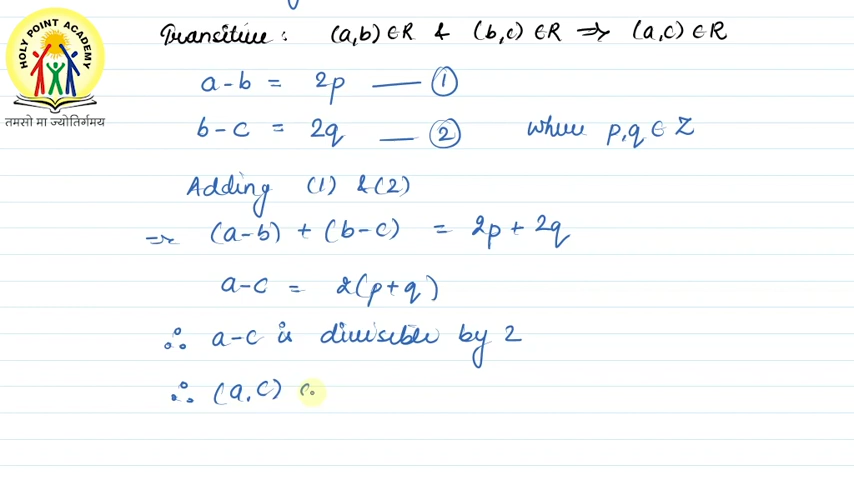 HOLY POINT ACADEMY
तमसो मा ज्योतिर्गमय
Transitive : (a,b) ∈ R & (b,c) ∈ R ⇒ (a,c) ∈ R
a-b = 2p — ①
b-c = 2q — ② where p,q ∈ Z
Adding (1) &(2)
⇒ (a-b) + (b-c) = 2p + 2q
a-c = 2(p+q)
∴ a-c is divisible by 2
∴ (a,c)